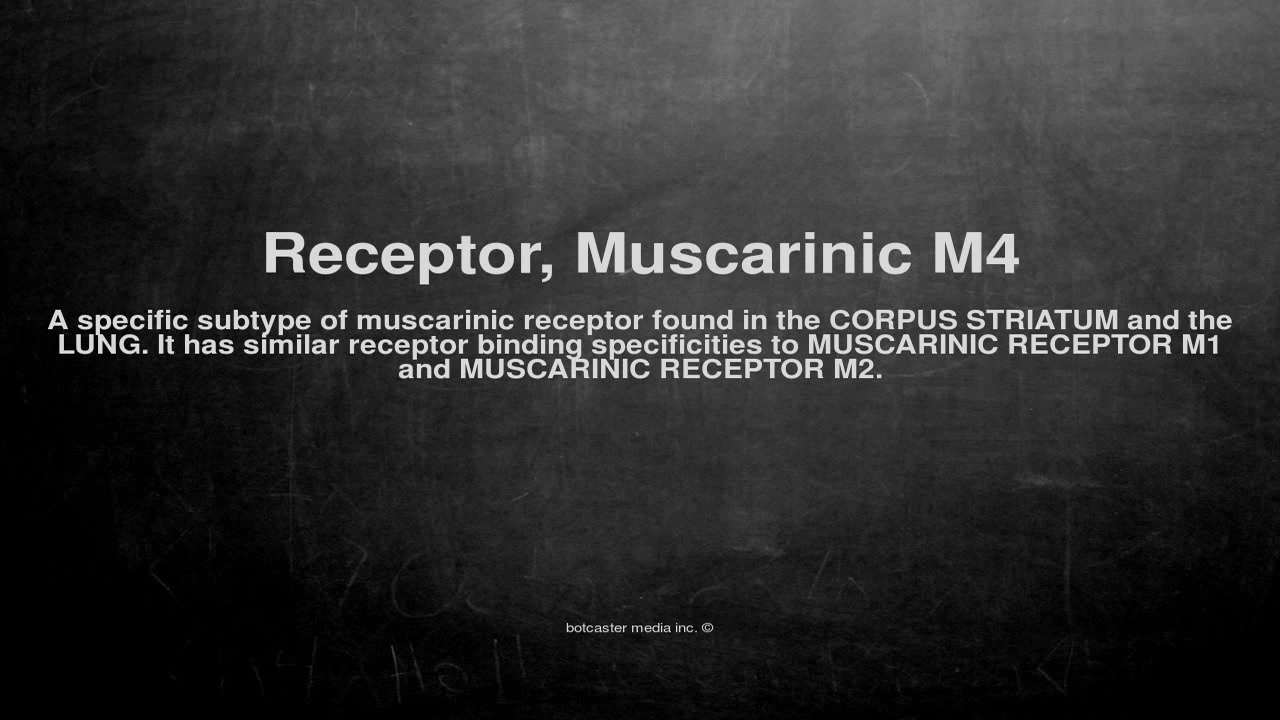 Receptor, Muscarinic M4
A specific subtype of muscarinic receptor found in the CORPUS STRIATUM and the
LUNG. It has similar receptor binding specificities to MUSCARINIC RECEPTOR M1
and MUSCARINIC RECEPTOR M2.
botcaster media inc. ©